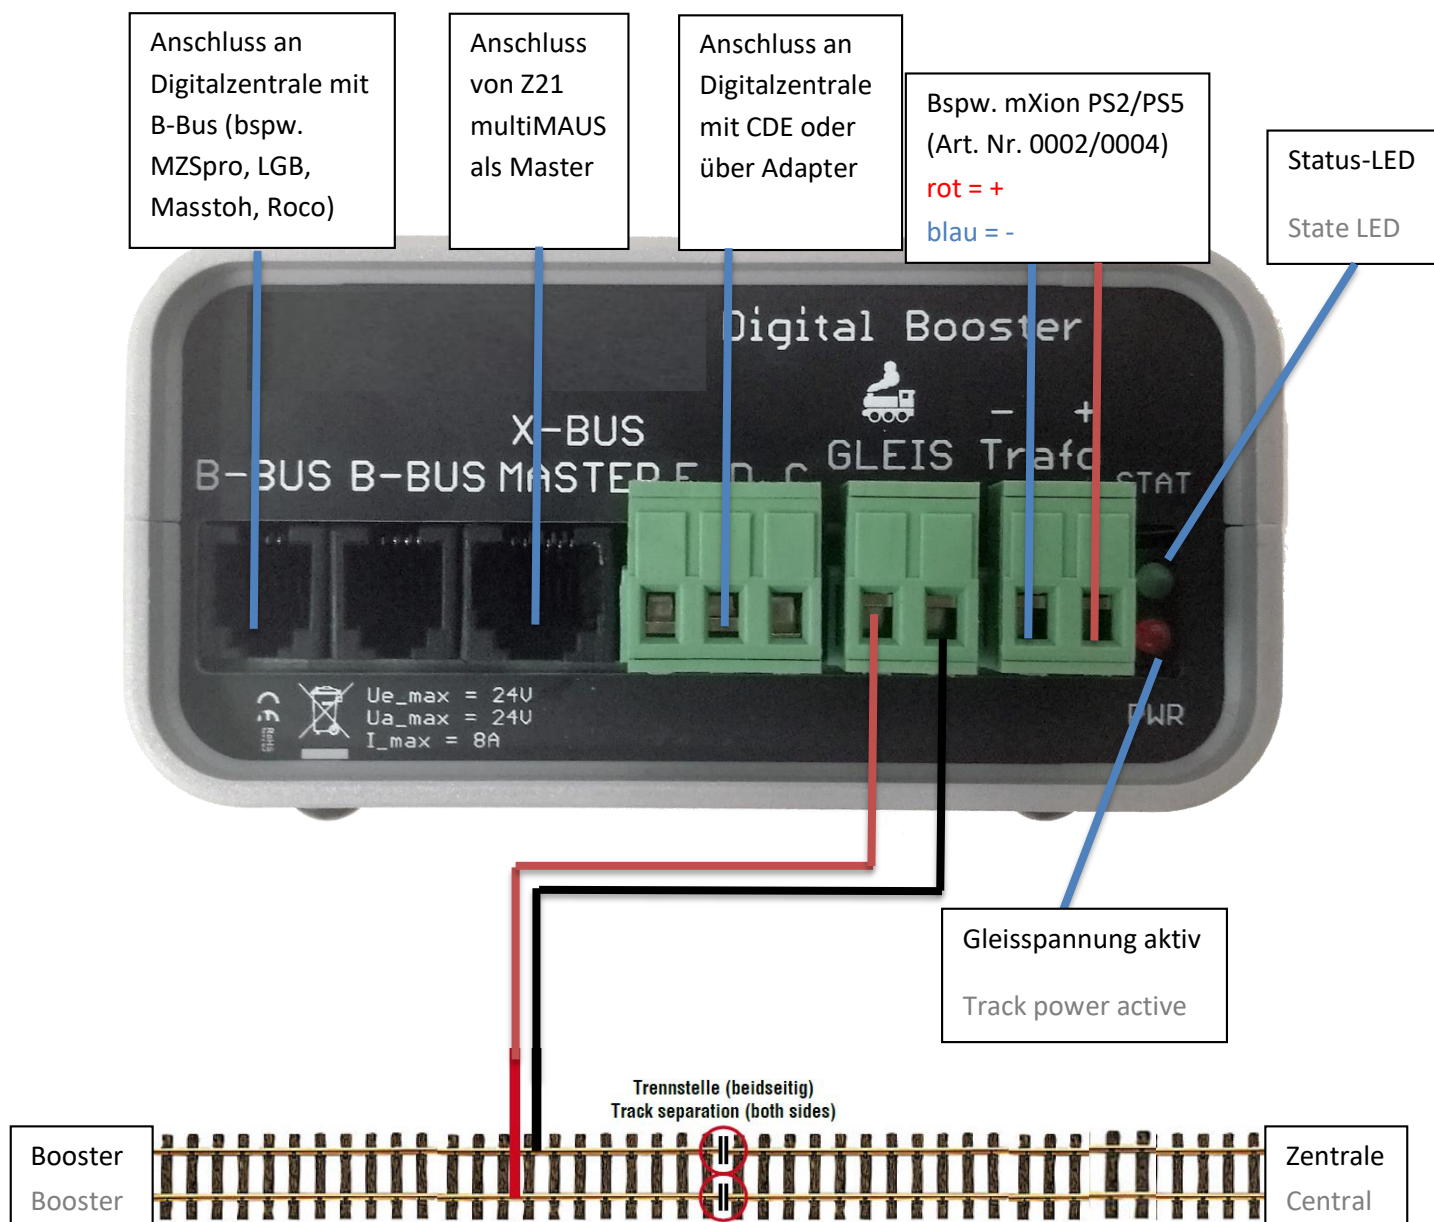 Anschluss an
Digitalzentrale mit
B-Bus (bspw.
MZSpro, LGB,
Masstoh, Roco)
Anschluss
von Z21
multiMAUS
als Master
Anschluss an
Digitalzentrale
mit CDE oder
über Adapter
Bspw. mXion PS2/PS5
(Art. Nr. 0002/0004)
rot = +
blau = -
Status-LED
State LED
Digital Booster
- +
X-BUS
GLEIS Trafo
B-BUS B-BUS MASTER E D C
STAT
Ue_max = 24V
Ua_max = 24V
I_max = 8A
CE
PWR
Gleisspannung aktiv
Track power active
Trennstelle (beidseitig)
Track separation (both sides)
Booster
Booster
Zentrale
Central